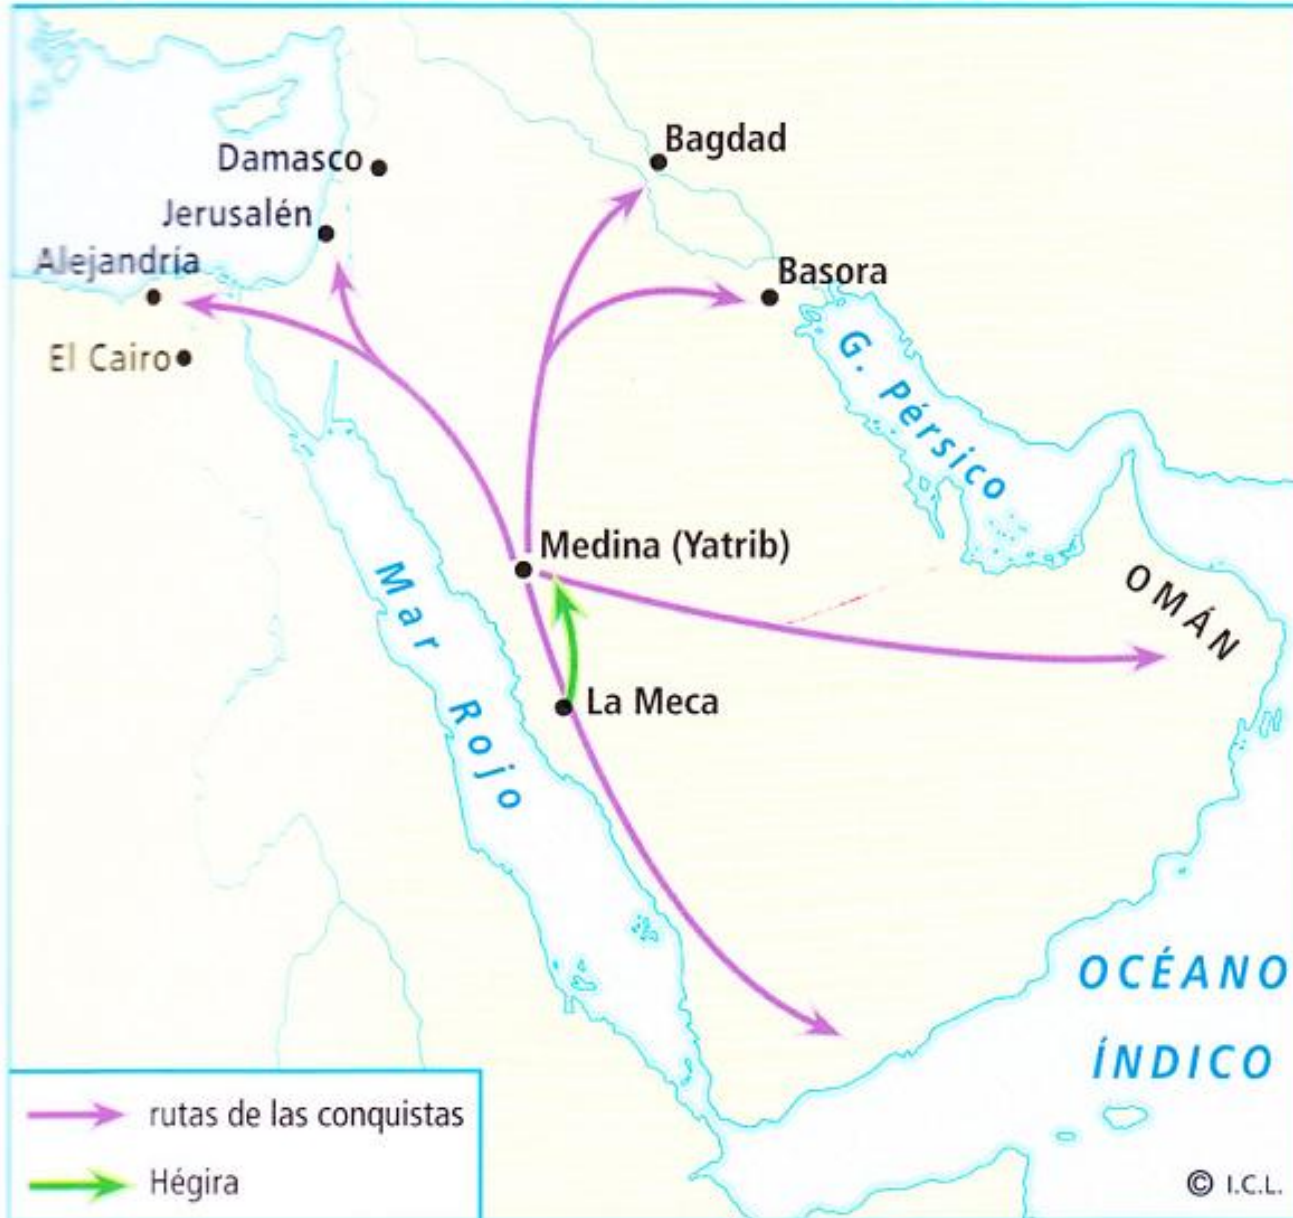 Bagdad
Damasco
Jerusalén
Alejandría
Basora
El Cairo
G. Pérsico
Medina (Yatrib)
OMÁN
Mar Rojo
La Meca
OCÉANO
ÍNDICO
rutas de las conquistas
Hégira
© I.C.L.